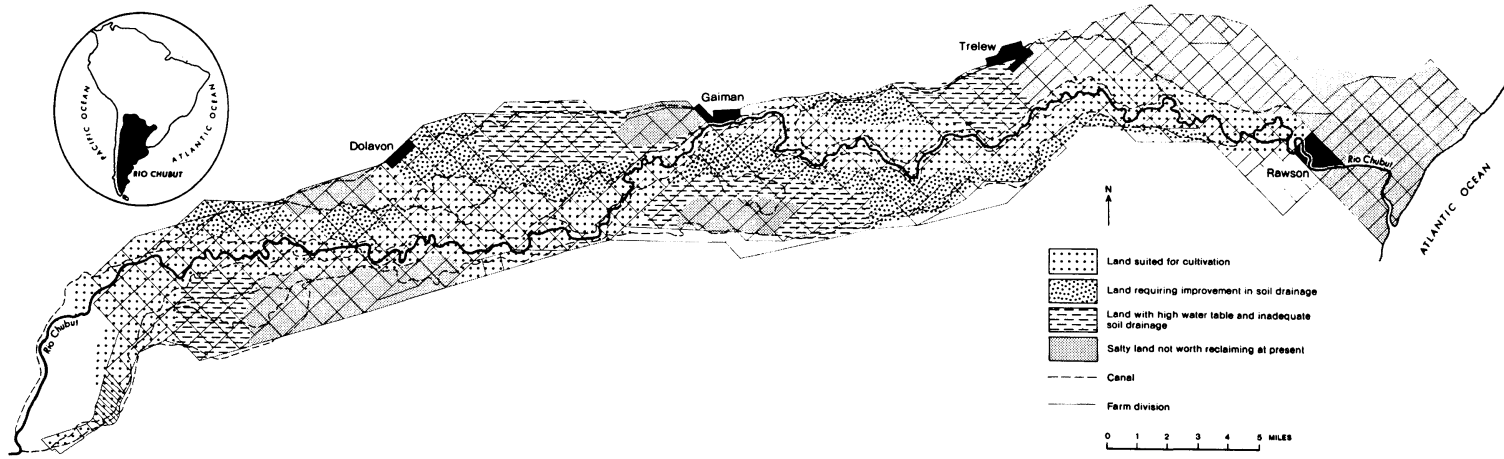 PACIFIC OCEAN
ATLANTIC OCEAN
RIO CHUBUT
Dolavon
Gaiman
Trelew
Rawson
Rio Chubut
Rio Chubut
ATLANTIC OCEAN
N
Land suited for cultivation
Land requiring improvement in soil drainage
Land with high water table and inadequate
soil drainage
Salty land not worth reclaiming at present
Canal
Farm division
0 1 2 3 4 5 MILES